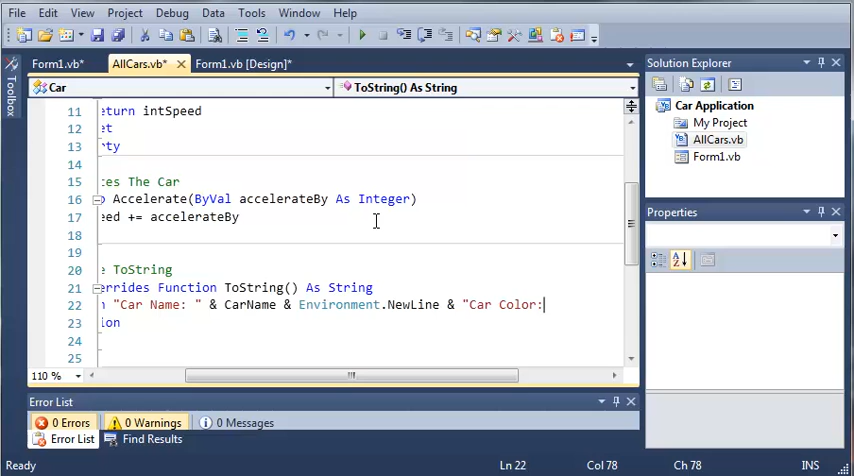 File Edit View Project Debug Data Tools Window Help
Form1.vb* AllCars.vb* Form1.vb [Design]*
Toolbox
Car ToString() As String
11 eturn intSpeed
12 et
13 rty
14
15 ces The Car
16 Accelerate(ByVal accelerateBy As Integer)
17 eed += accelerateBy
18
19
20 e ToString
21 errides Function ToString() As String
22 "Car Name: " & CarName & Environment.NewLine & "Car Color:
23 ion
24
25
110 %
Error List
0 Errors 0 Warnings 0 Messages
Error List Find Results
Solution Explorer
Car Application
My Project
AllCars.vb
Form1.vb
Properties
Ready Ln 22 Col 78 Ch 78 INS